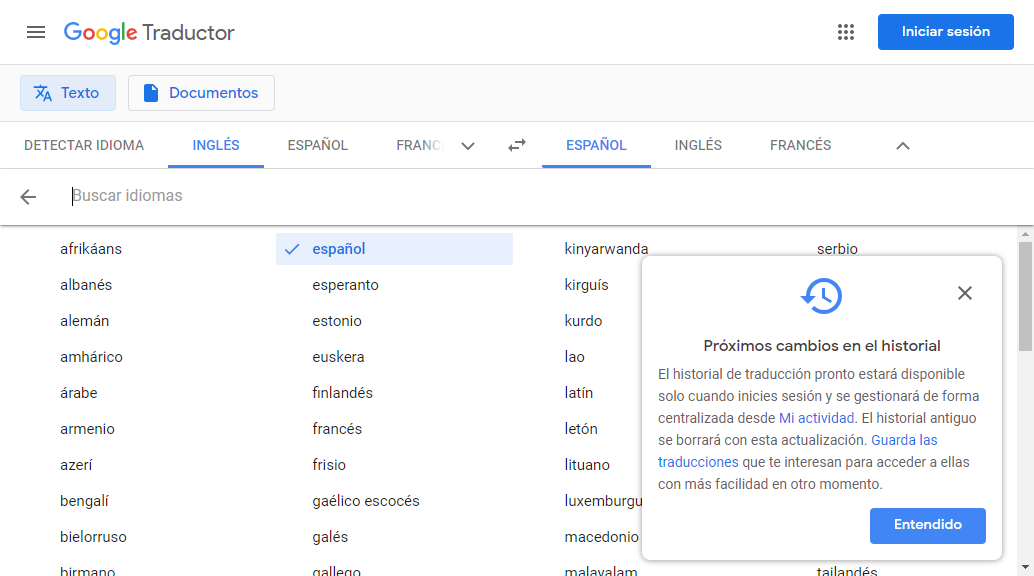 Google Traductor
Iniciar sesión
Texto
Documentos
DETECTAR IDIOMA
INGLÉS
ESPAÑOL
FRANC
ESPAÑOL
INGLÉS
FRANCÉS
Buscar idiomas
afrikáans
albanés
alemán
amhárico
árabe
armenio
azerí
bengalí
bielorruso
birmano
español
esperanto
estonio
euskera
finlandés
francés
frisio
gaélico escocés
galés
gallego
kinyarwanda
kirguís
kurdo
lao
latín
letón
lituano
luxemburgu
macedonio
malayalam
serbio
tailandés
Próximos cambios en el historial
El historial de traducción pronto estará disponible
solo cuando inicies sesión y se gestionará de forma
centralizada desde Mi actividad. El historial antiguo
se borrará con esta actualización. Guarda las
traducciones que te interesan para acceder a ellas
con más facilidad en otro momento.
Entendido